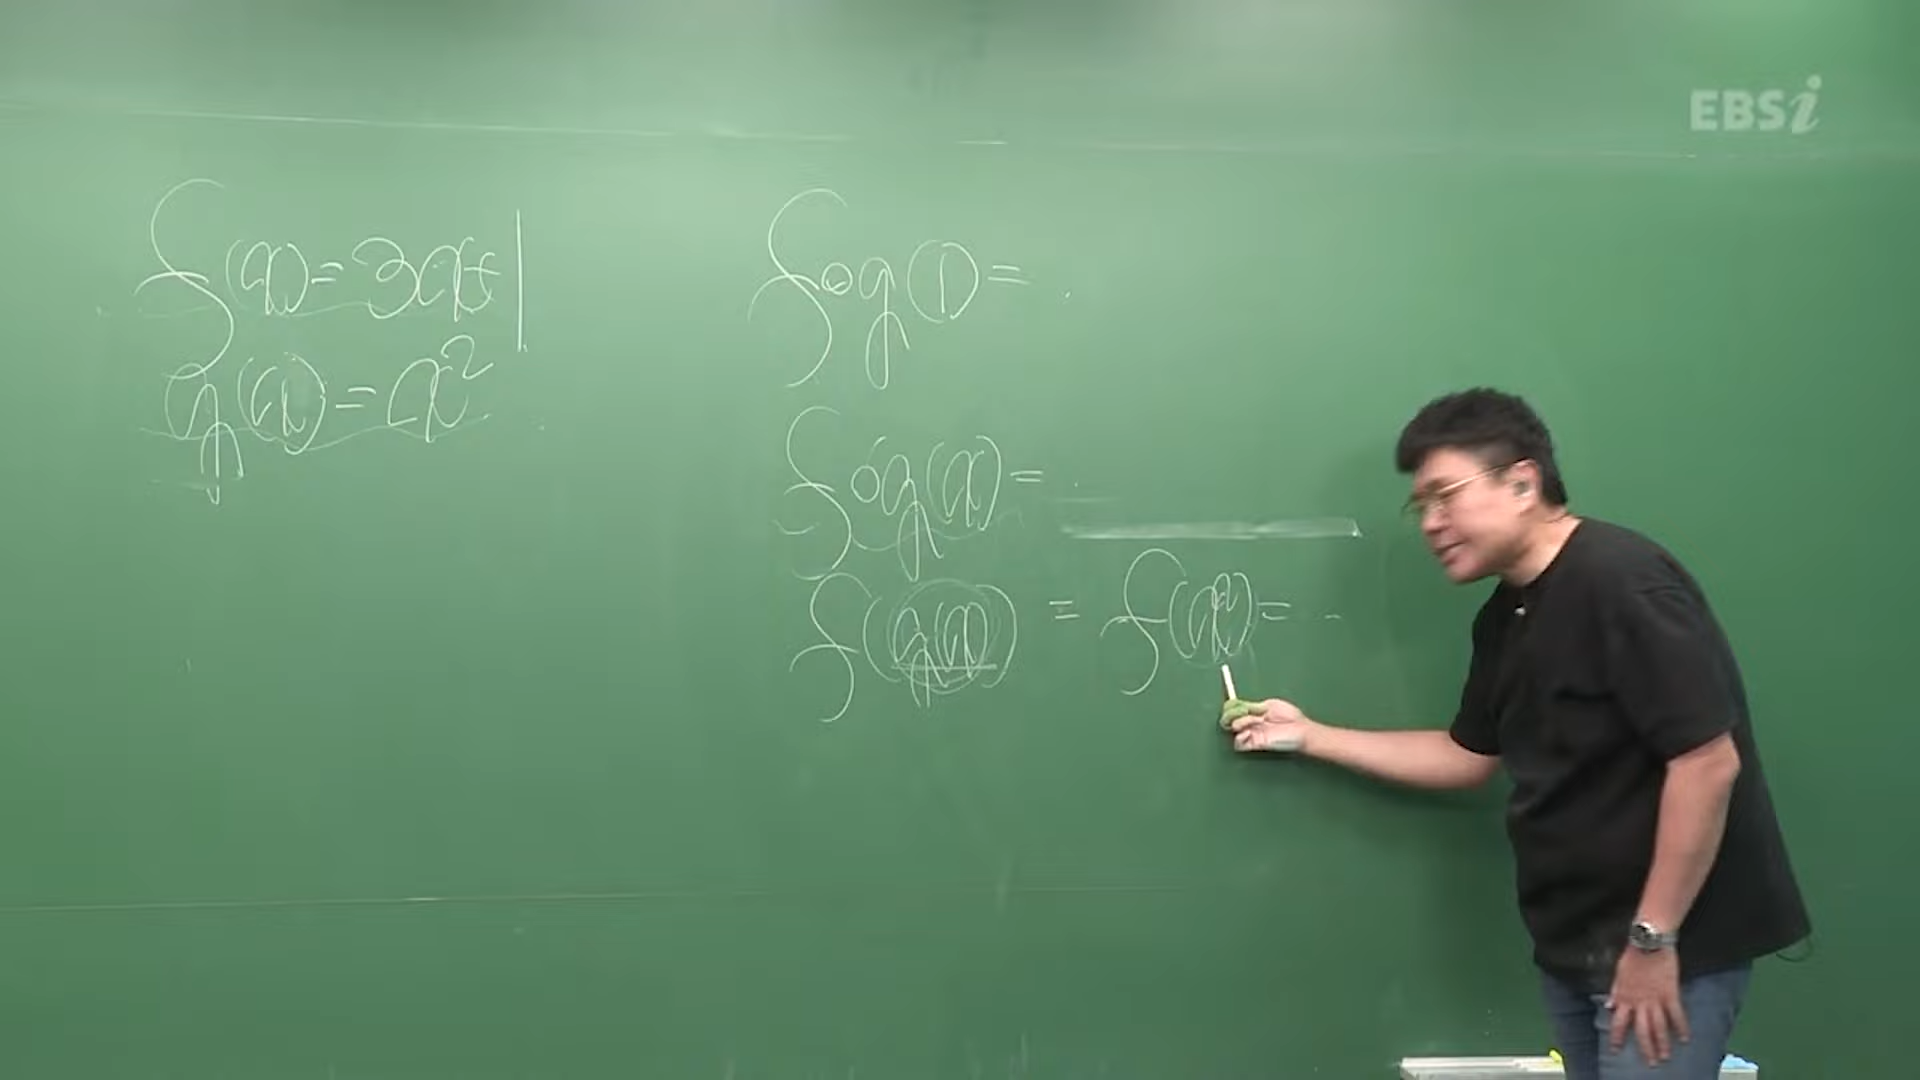 EBSi
f(x)=3x+1
g(x)=x²
f∘g(1)=
f∘g(x)=
f(g(x)) = f(x²)=